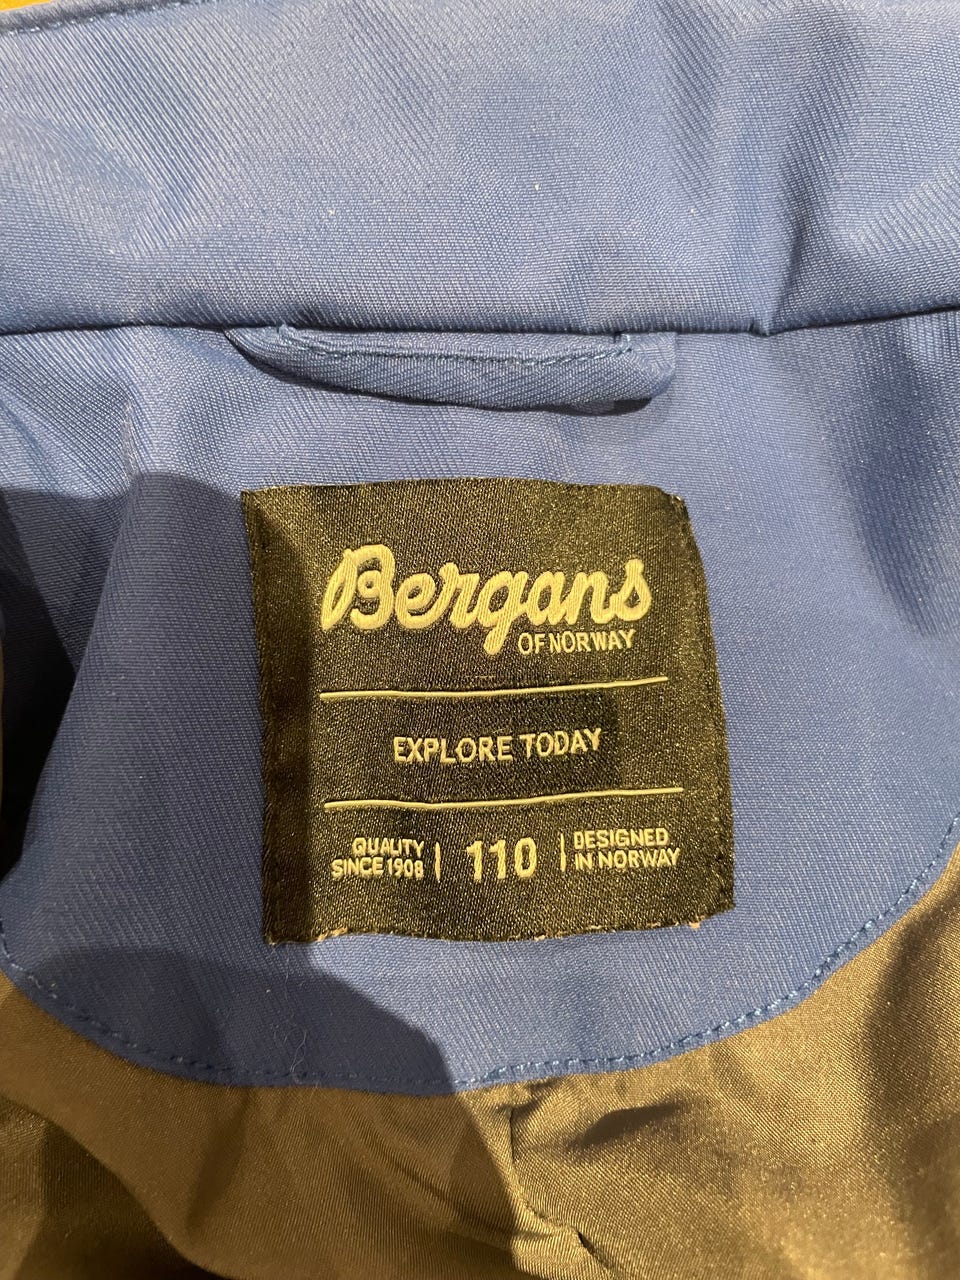 Bergans
OF NORWAY
EXPLORE TODAY
QUALITY
SINCE 1908
110
DESIGNED
IN NORWAY